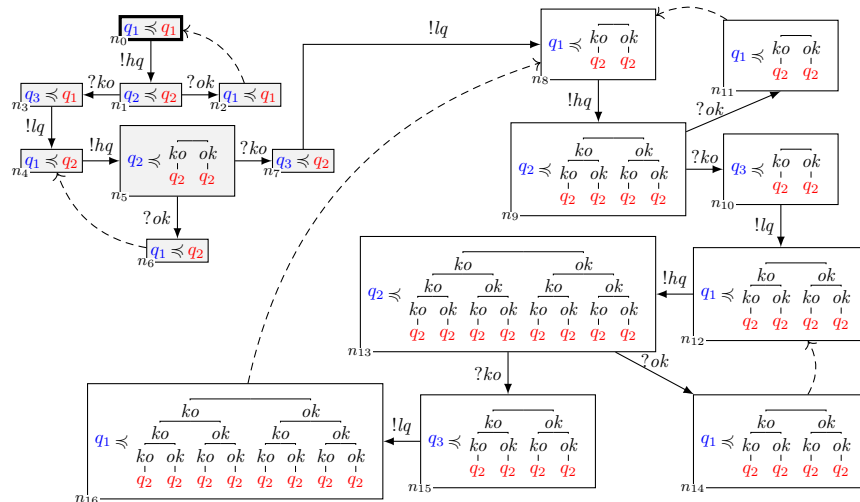 q₁ ≼ q₁
n₀
!hq
q₃ ≼ q₁
n₃
?ko
q₂ ≼ q₂
n₁
?ok
q₁ ≼ q₁
n₂
!lq
q₁ ≼ q₂
n₄
!hq
q₂ ≼
ko ok
q₂ q₂
n₅
?ko
q₃ ≼ q₂
n₇
?ok
q₁ ≼ q₂
n₆
!lq
q₁ ≼
ko ok
q₂ q₂
n₈
q₁ ≼
ko ok
q₂ q₂
n₁₁
!hq
?ok
q₂ ≼
ko ok
ko ok ko ok
q₂ q₂ q₂ q₂
n₉
?ko
q₃ ≼
ko ok
q₂ q₂
n₁₀
!lq
q₁ ≼
ko ok
ko ok ko ok
q₂ q₂ q₂ q₂
n₁₂
!hq
q₂ ≼
ko ok
ko ok ko ok
ko ok ko ok ko ok ko ok
q₂ q₂ q₂ q₂ q₂ q₂ q₂ q₂
n₁₃
?ko
?ok
q₁ ≼
ko ok
ko ok ko ok
q₂ q₂ q₂ q₂
n₁₄
q₃ ≼
ko ok
ko ok ko ok
q₂ q₂ q₂ q₂
n₁₅
!lq
q₁ ≼
ko ok
ko ok ko ok
ko ok ko ok ko ok ko ok
q₂ q₂ q₂ q₂ q₂ q₂ q₂ q₂
n₁₆